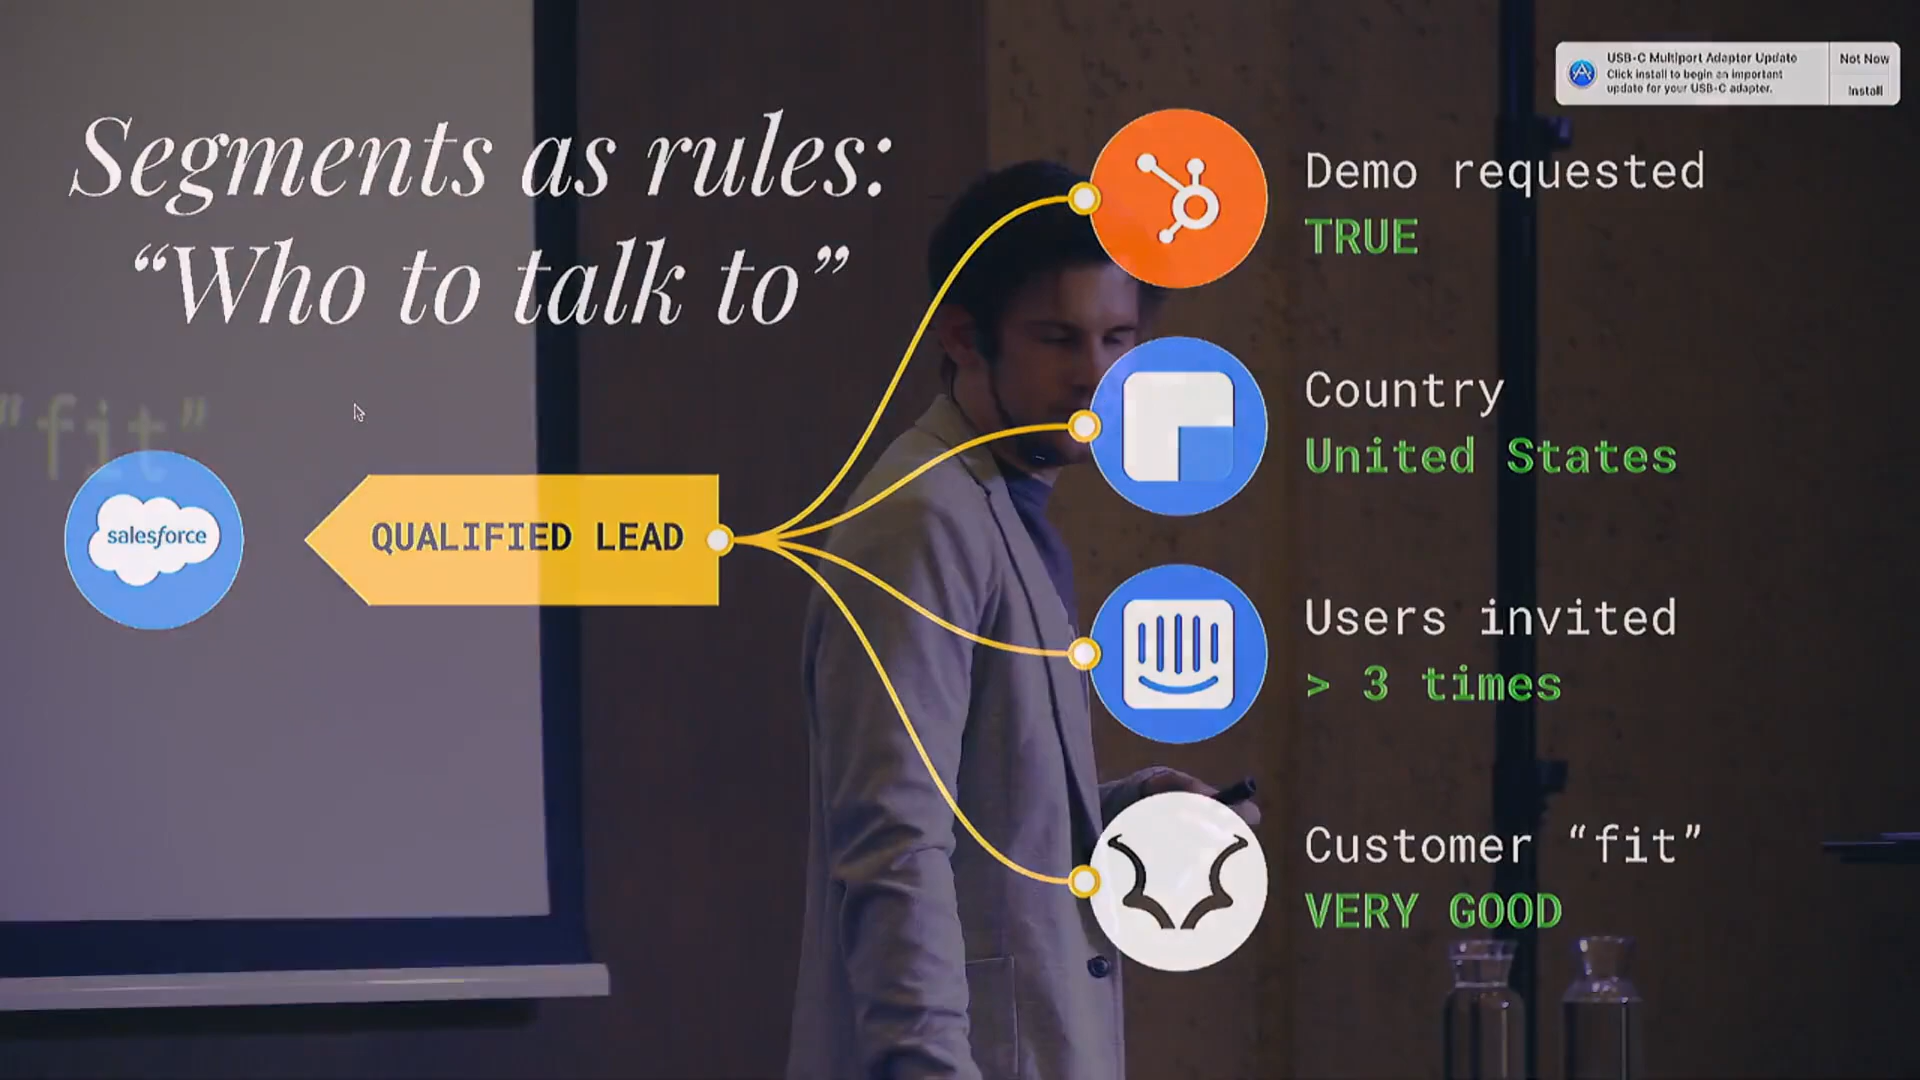 Segments as rules:
“Who to talk to”
"fit”
salesforce
QUALIFIED LEAD
Demo requested
TRUE
Country
United States
Users invited
> 3 times
Customer “fit”
VERY GOOD
USB-C Multiport Adapter Update
Click install to begin an important
update for your USB-C adapter.
Not Now
Install